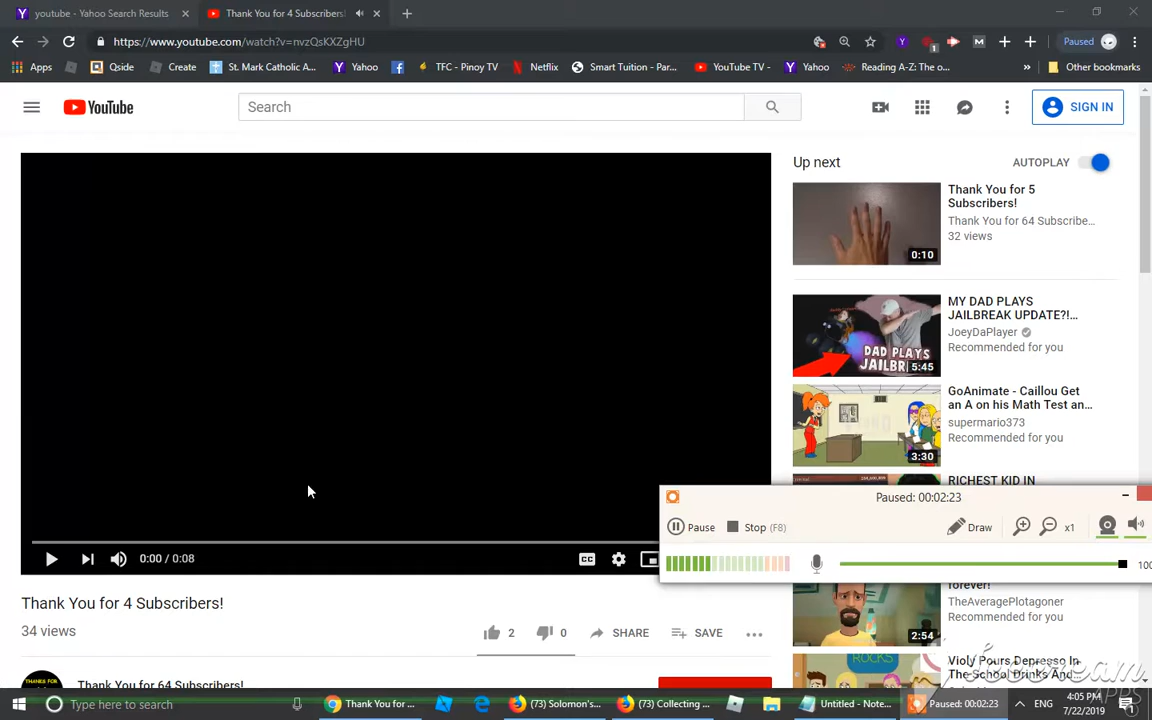 youtube - Yahoo Search Results
Thank You for 4 Subscribers!
https://www.youtube.com/watch?v=nvzQsKXZgHU
1
Paused
Apps
Qside
Create
St. Mark Catholic A...
Yahoo
TFC - Pinoy TV
Netflix
Smart Tuition - Par...
YouTube TV -
Yahoo
Reading A-Z: The o...
»
Other bookmarks
YouTube
Search
SIGN IN
Up next
AUTOPLAY
Thank You for 5
Subscribers!
Thank You for 64 Subscribe...
32 views
0:10
MY DAD PLAYS
JAILBREAK UPDATE?!...
JoeyDaPlayer
Recommended for you
DAD PLAYS
JAILBR
5:45
GoAnimate - Caillou Get
an A on his Math Test an...
supermario373
Recommended for you
3:30
RICHEST KID IN
Paused: 00:02:23
Pause
Stop (F8)
Draw
x1
100
0:00 / 0:08
CC
forever!
TheAveragePlotagoner
Recommended for you
2:54
Thank You for 4 Subscribers!
34 views
2
0
SHARE
SAVE
ROCKS
Violy Pours Depresso In
The School Drinks And
Icecream
APPS
THANKS FOR
Thank You for 64 Subscribers!
Type here to search
Thank You for ...
(73) Solomon's...
(73) Collecting ...
Untitled - Note...
Paused: 00:02:23
ENG
4:05 PM
7/22/2019
1